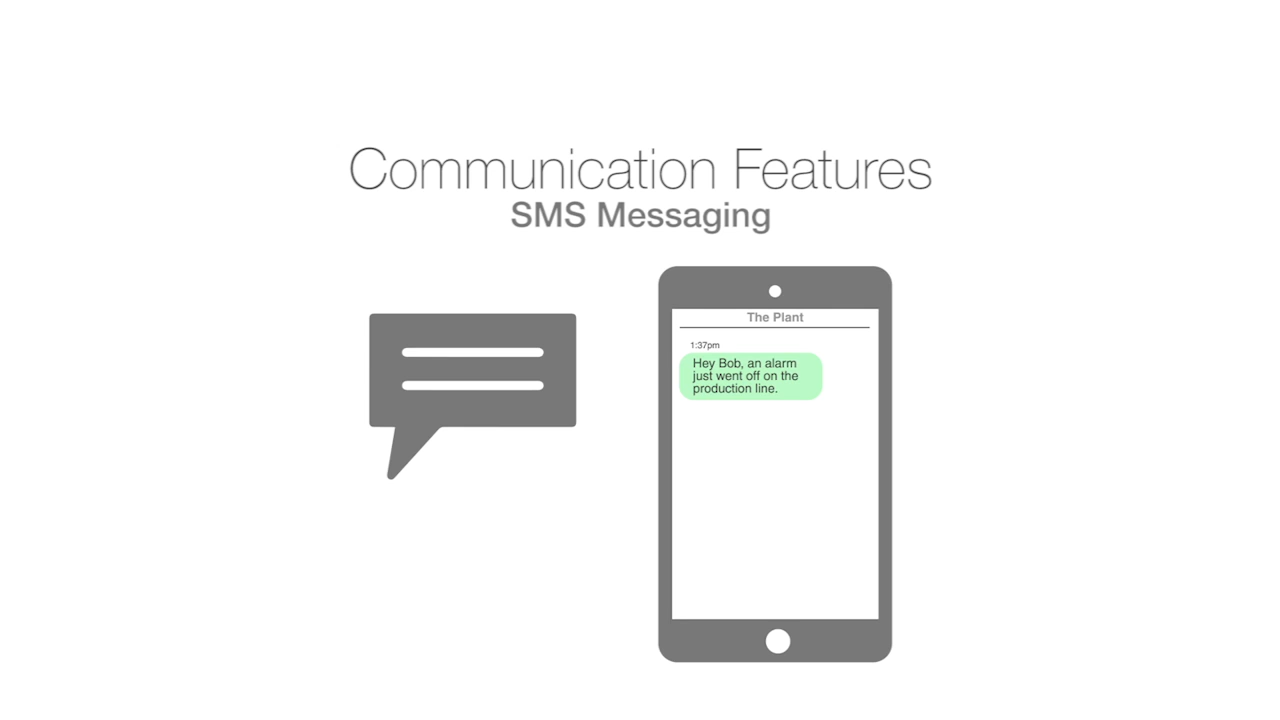 Communication Features
SMS Messaging
The Plant
1:37pm
Hey Bob, an alarm
just went off on the
production line.